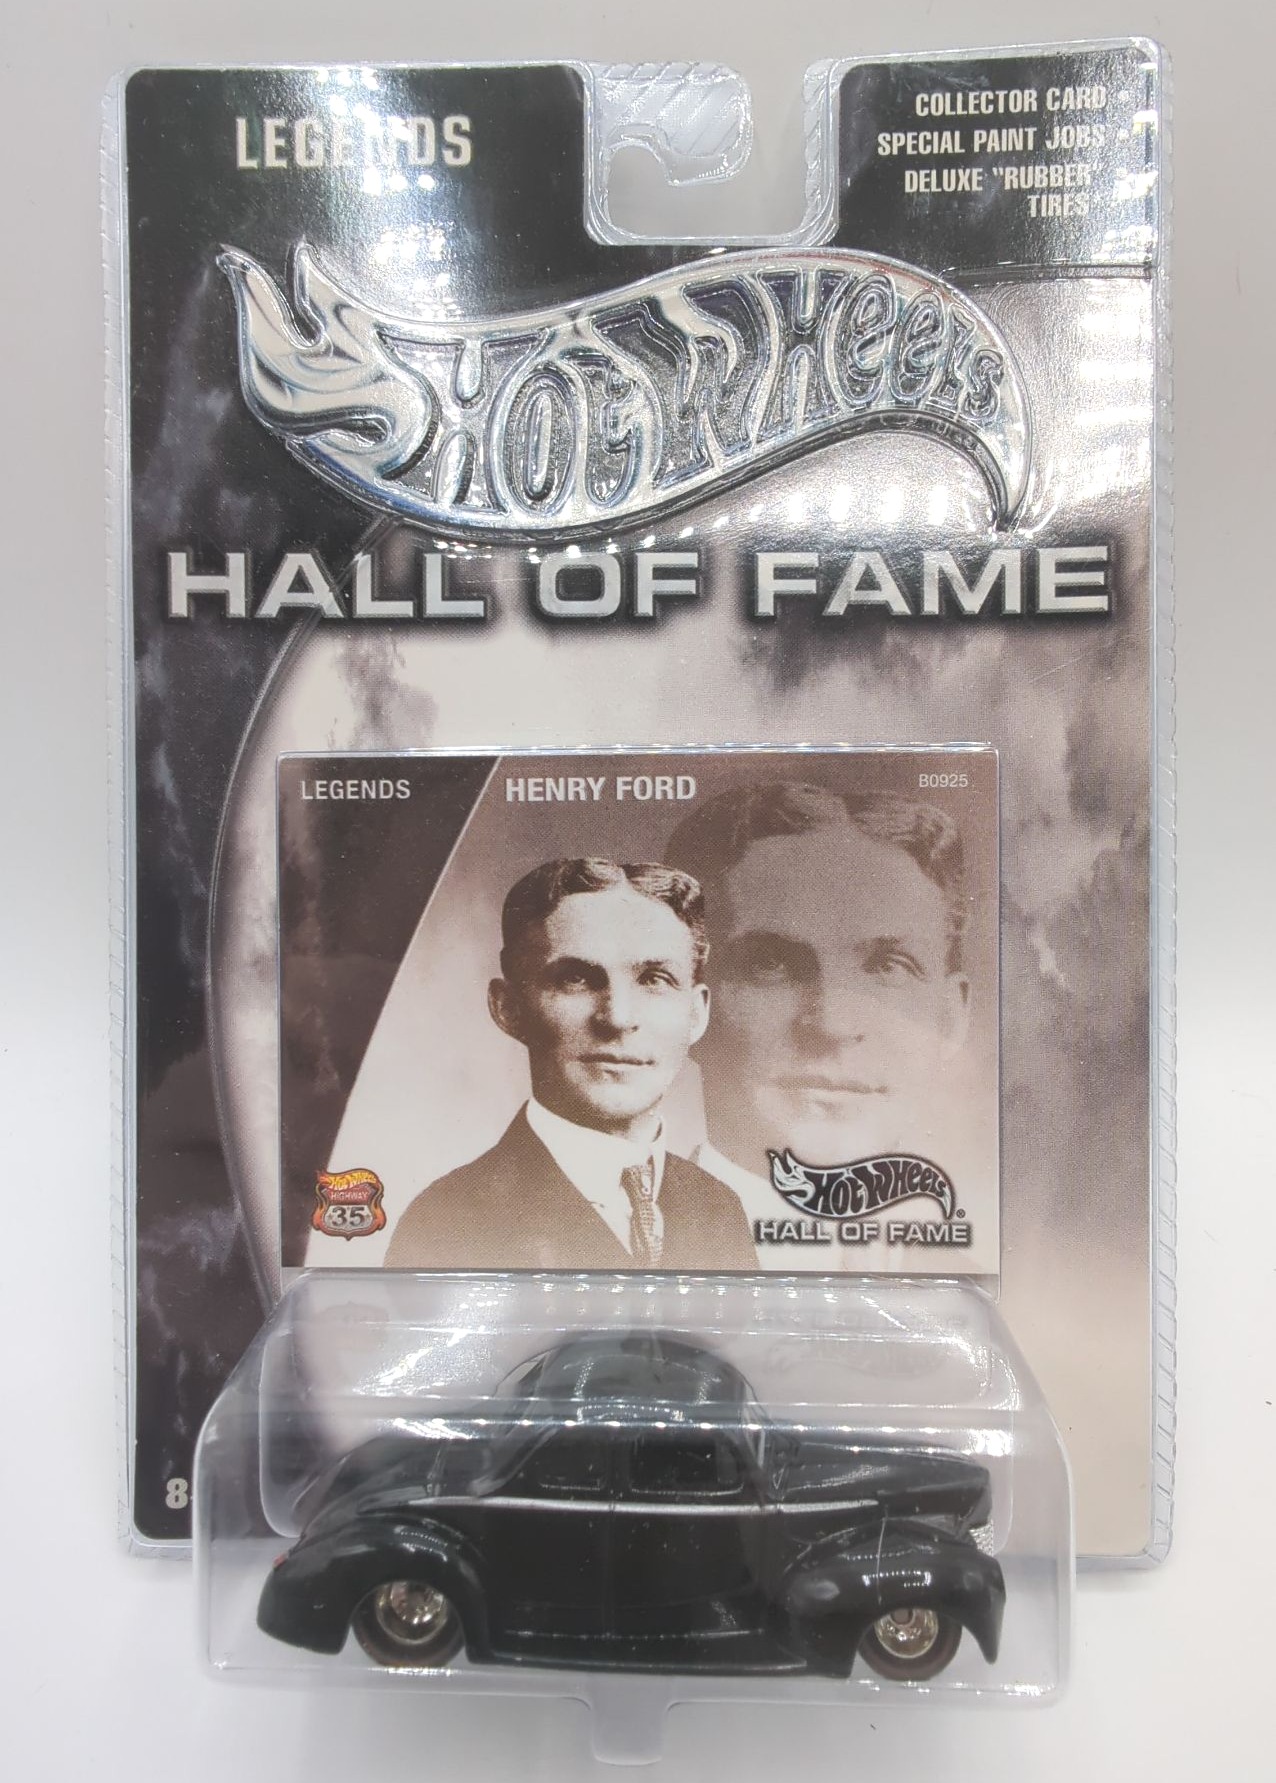 LEGENDS
COLLECTOR CARD
SPECIAL PAINT JOBS
DELUXE "RUBBER"
TIRES
HOT WHEELS
HALL OF FAME
LEGENDS
HENRY FORD
B0925
HOT WHEELS
HIGHWAY
35
HOT WHEELS®
HALL OF FAME
8